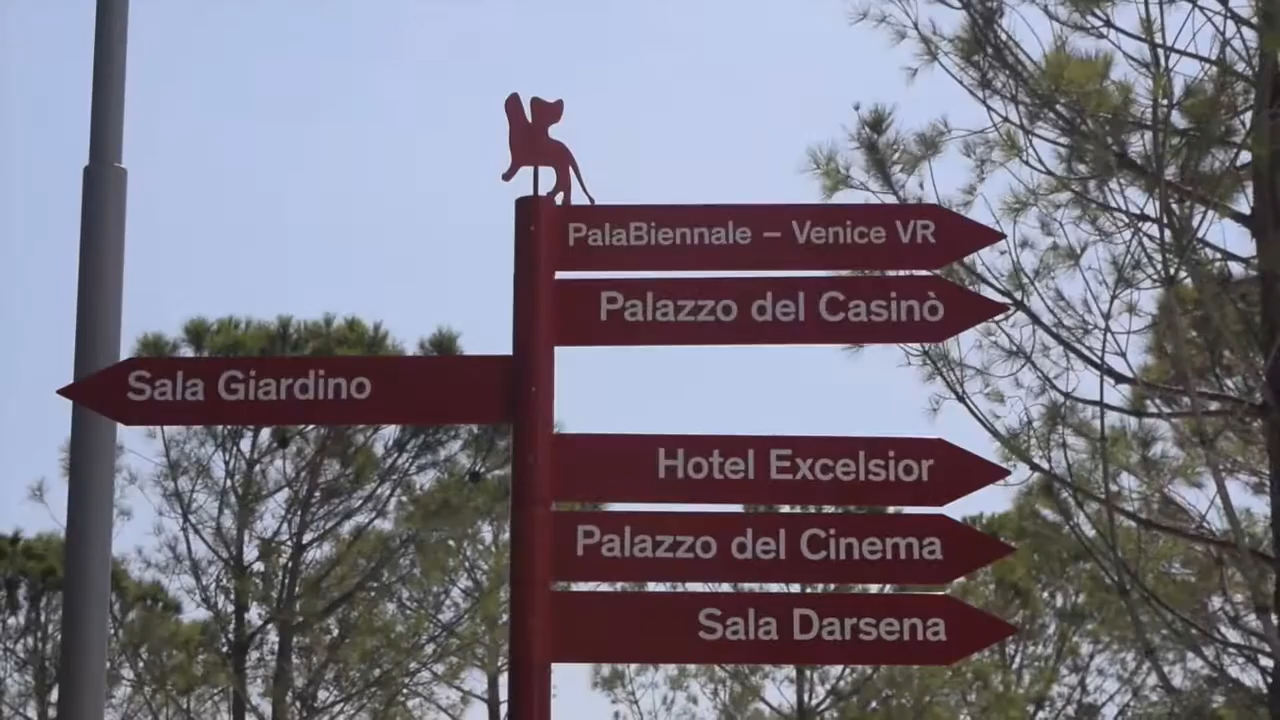 PalaBiennale – Venice VR
Palazzo del Casinò
Sala Giardino
Hotel Excelsior
Palazzo del Cinema
Sala Darsena